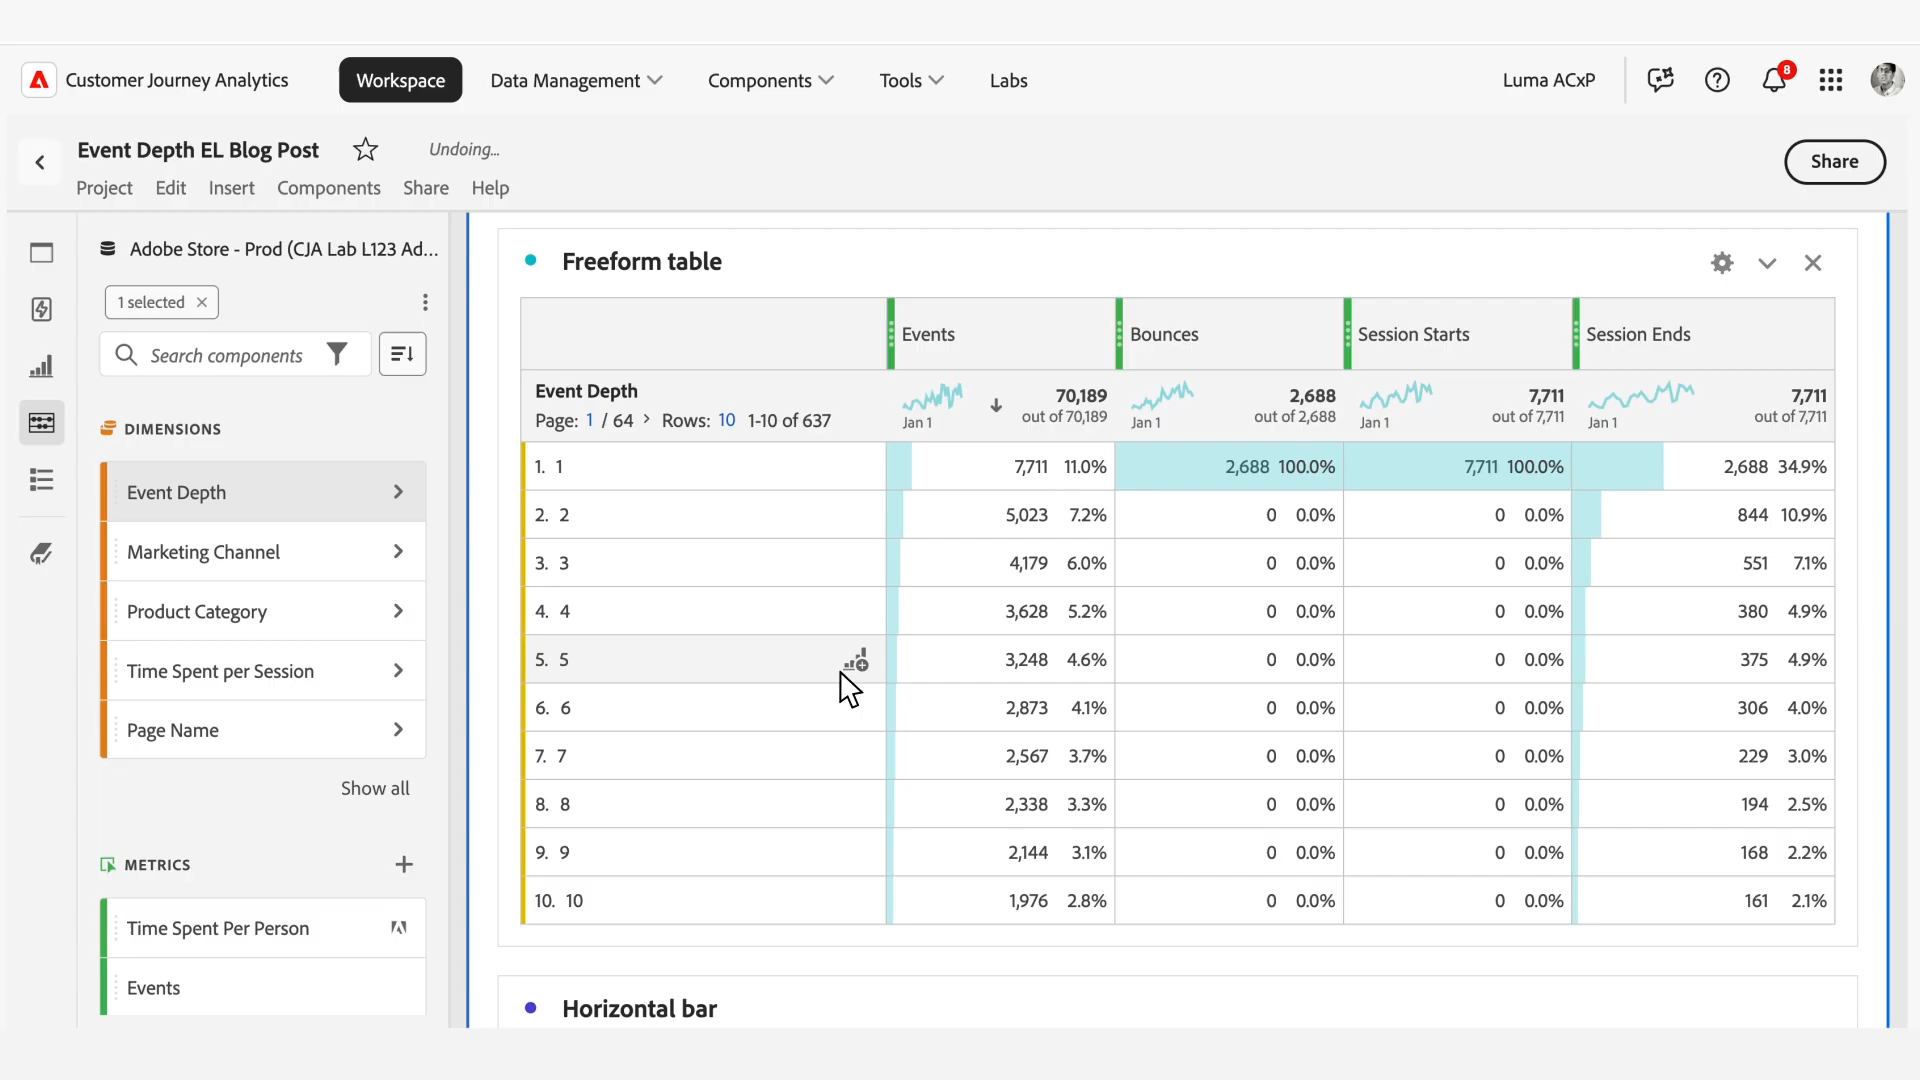 Customer Journey Analytics
Workspace
Data Management
Components
Tools
Labs
Luma ACxP
8
Event Depth EL Blog Post
Undoing...
Share
Project Edit Insert Components Share Help
Adobe Store - Prod (CJA Lab L123 Ad...
1 selected
Search components
DIMENSIONS
Event Depth
Marketing Channel
Product Category
Time Spent per Session
Page Name
Show all
METRICS
Time Spent Per Person
Events
Freeform table
Events Bounces Session Starts Session Ends
Event Depth
Page: 1 / 64 > Rows: 10 1-10 of 637
Jan 1 70,189 out of 70,189
Jan 1 2,688 out of 2,688
Jan 1 7,711 out of 7,711
Jan 1 7,711 out of 7,711
1. 1 7,711 11.0% 2,688 100.0% 7,711 100.0% 2,688 34.9%
2. 2 5,023 7.2% 0 0.0% 0 0.0% 844 10.9%
3. 3 4,179 6.0% 0 0.0% 0 0.0% 551 7.1%
4. 4 3,628 5.2% 0 0.0% 0 0.0% 380 4.9%
5. 5 3,248 4.6% 0 0.0% 0 0.0% 375 4.9%
6. 6 2,873 4.1% 0 0.0% 0 0.0% 306 4.0%
7. 7 2,567 3.7% 0 0.0% 0 0.0% 229 3.0%
8. 8 2,338 3.3% 0 0.0% 0 0.0% 194 2.5%
9. 9 2,144 3.1% 0 0.0% 0 0.0% 168 2.2%
10. 10 1,976 2.8% 0 0.0% 0 0.0% 161 2.1%
Horizontal bar